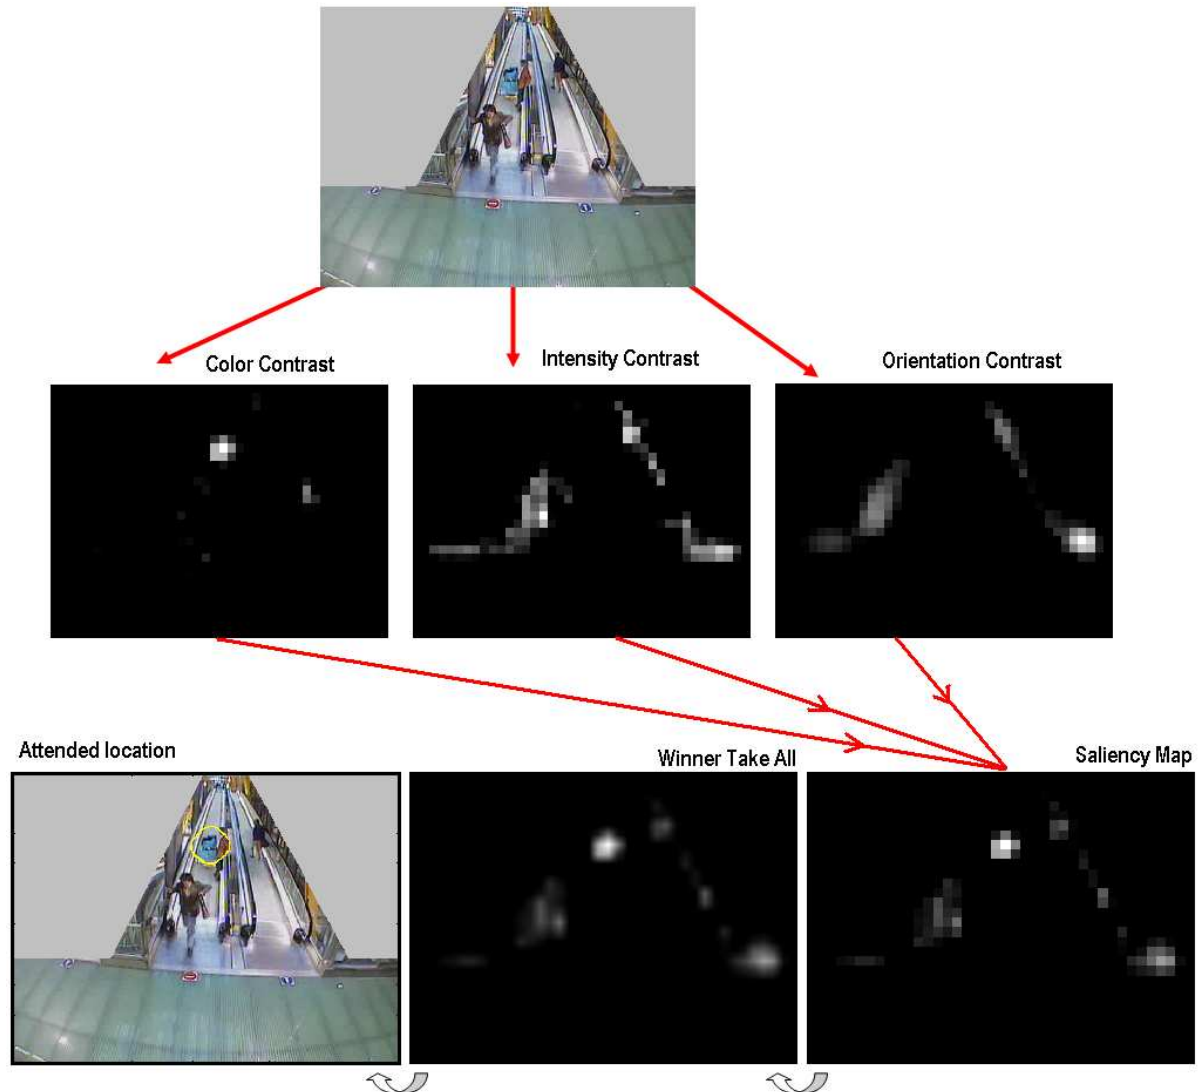 Color Contrast
Intensity Contrast
Orientation Contrast
Attended location
Winner Take All
Saliency Map